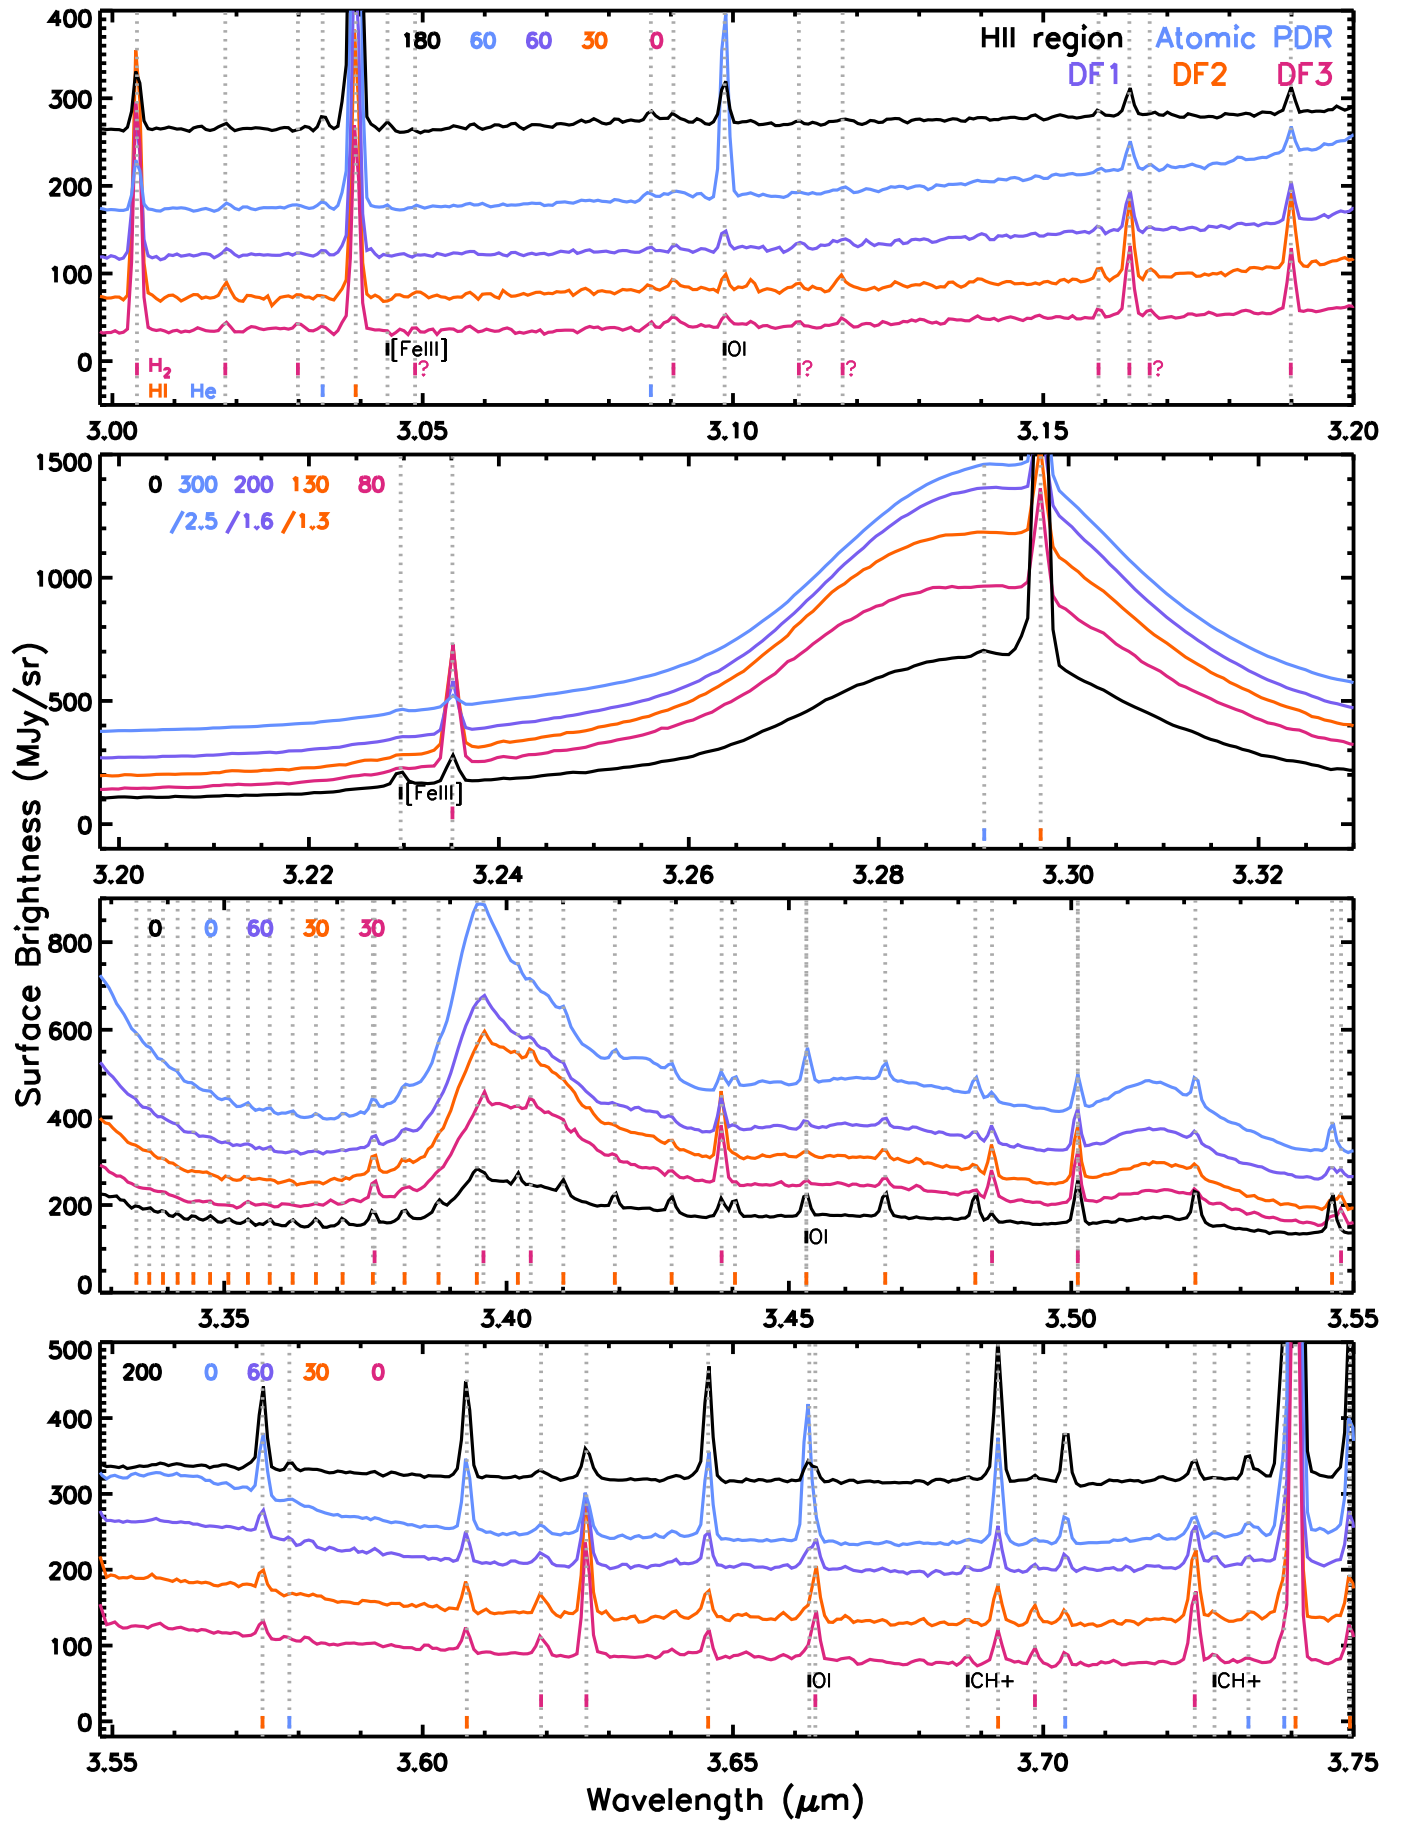 400
180 60 60 30 0
HII region Atomic PDR
DF1 DF2 DF3
300
200
100
[FeIII] OI
0
H2 ? ? ? ?
HI He
3.00 3.05 3.10 3.15 3.20
1500
0 300 200 130 80
/2.5 /1.6 /1.3
1000
500
[FeIII]
0
3.20 3.22 3.24 3.26 3.28 3.30 3.32
Surface Brightness (MJy/sr)
0 0 60 30 30
800
600
400
200
OI
0
3.35 3.40 3.45 3.50 3.55
500
200 0 60 30 0
400
300
200
100
OI CH+ CH+
0
3.55 3.60 3.65 3.70 3.75
Wavelength (μm)